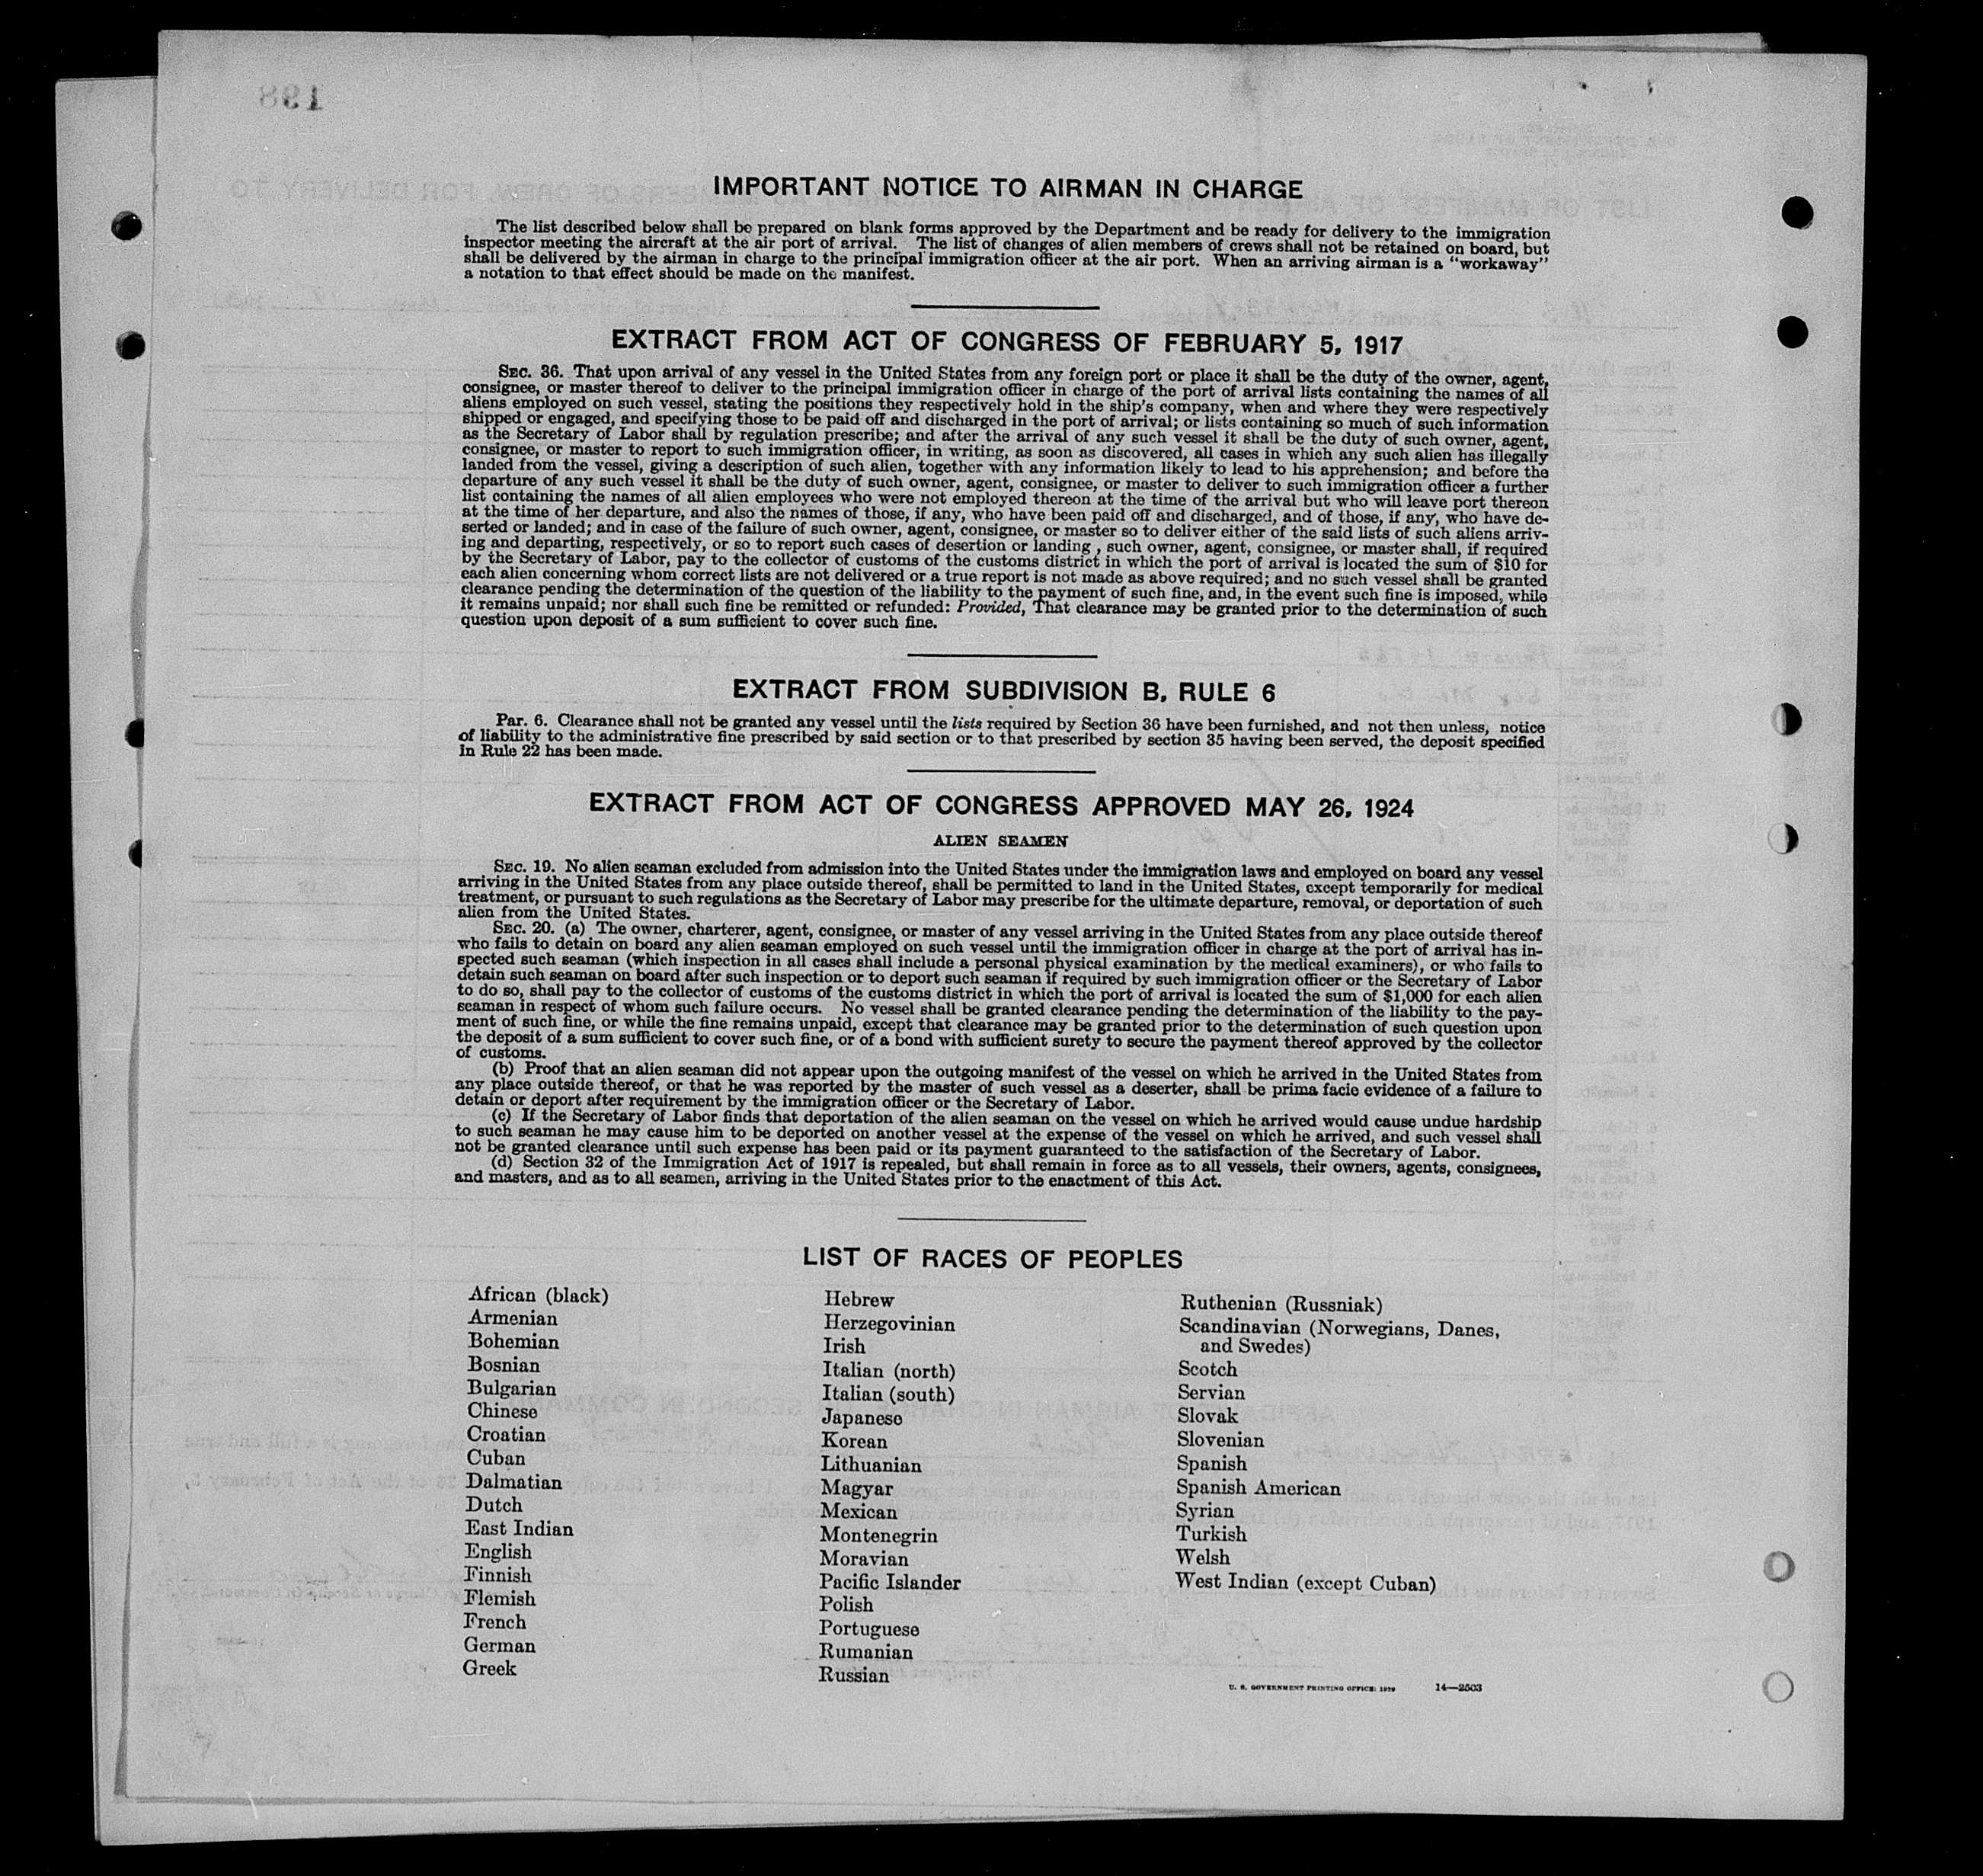 IMPORTANT NOTICE TO AIRMAN IN CHARGE
The list described below shall be prepared on blank forms approved by the Department and be ready for delivery to the immigration
inspector meeting the aircraft at the air port of arrival. The list of changes of alien members of crews shall not be retained on board, but
shall be delivered by the airman in charge to the principal immigration officer at the air port. When an arriving airman is a "workaway"
a notation to that effect should be made on the manifest.
EXTRACT FROM ACT OF CONGRESS OF FEBRUARY 5, 1917
SEC. 36. That upon arrival of any vessel in the United States from any foreign port or place it shall be the duty of the owner, agent,
consignee, or master thereof to deliver to the principal immigration officer in charge of the port of arrival lists containing the names of all
aliens employed on such vessel, stating the positions they respectively hold in the ship's company, when and where they were respectively
shipped or engaged, and specifying those to be paid off and discharged in the port of arrival; or lists containing so much of such information
as the Secretary of Labor shall by regulation prescribe; and after the arrival of any such vessel it shall be the duty of such owner, agent,
consignee, or master to report to such immigration officer, in writing, as soon as discovered, all cases in which any such alien has illegally
landed from the vessel, giving a description of such alien, together with any information likely to lead to his apprehension; and before the
departure of any such vessel it shall be the duty of such owner, agent, consignee, or master to deliver to such immigration officer a further
list containing the names of all alien employees who were not employed thereon at the time of the arrival but who will leave port thereon
at the time of her departure, and also the names of those, if any, who have been paid off and discharged, and of those, if any, who have de-
serted or landed; and in case of the failure of such owner, agent, consignee, or master so to deliver either of the said lists of such aliens arriv-
ing and departing, respectively, or so to report such cases of desertion or landing , such owner, agent, consignee, or master shall, if required
by the Secretary of Labor, pay to the collector of customs of the customs district in which the port of arrival is located the sum of $10 for
each alien concerning whom correct lists are not delivered or a true report is not made as above required; and no such vessel shall be granted
clearance pending the determination of the question of the liability to the payment of such fine, and, in the event such fine is imposed, while
it remains unpaid; nor shall such fine be remitted or refunded: Provided, That clearance may be granted prior to the determination of such
question upon deposit of a sum sufficient to cover such fine.
EXTRACT FROM SUBDIVISION B, RULE 6
Par. 6. Clearance shall not be granted any vessel until the lists required by Section 36 have been furnished, and not then unless, notice
of liability to the administrative fine prescribed by said section or to that prescribed by section 35 having been served, the deposit specified
in Rule 22 has been made.
EXTRACT FROM ACT OF CONGRESS APPROVED MAY 26, 1924
ALIEN SEAMEN
SEC. 19. No alien seaman excluded from admission into the United States under the immigration laws and employed on board any vessel
arriving in the United States from any place outside thereof, shall be permitted to land in the United States, except temporarily for medical
treatment, or pursuant to such regulations as the Secretary of Labor may prescribe for the ultimate departure, removal, or deportation of such
alien from the United States.
SEC. 20. (a) The owner, charterer, agent, consignee, or master of any vessel arriving in the United States from any place outside thereof
who fails to detain on board any alien seaman employed on such vessel until the immigration officer in charge at the port of arrival has in-
spected such seaman (which inspection in all cases shall include a personal physical examination by the medical examiners), or who fails to
detain such seaman on board after such inspection or to deport such seaman if required by such immigration officer or the Secretary of Labor
to do so, shall pay to the collector of customs of the customs district in which the port of arrival is located the sum of $1,000 for each alien
seaman in respect of whom such failure occurs. No vessel shall be granted clearance pending the determination of the liability to the pay-
ment of such fine, or while the fine remains unpaid, except that clearance may be granted prior to the determination of such question upon
the deposit of a sum sufficient to cover such fine, or of a bond with sufficient surety to secure the payment thereof approved by the collector
of customs.
(b) Proof that an alien seaman did not appear upon the outgoing manifest of the vessel on which he arrived in the United States from
any place outside thereof, or that he was reported by the master of such vessel as a deserter, shall be prima facie evidence of a failure to
detain or deport after requirement by the immigration officer or the Secretary of Labor.
(c) If the Secretary of Labor finds that deportation of the alien seaman on the vessel on which he arrived would cause undue hardship
to such seaman he may cause him to be deported on another vessel at the expense of the vessel on which he arrived, and such vessel shall
not be granted clearance until such expense has been paid or its payment guaranteed to the satisfaction of the Secretary of Labor.
(d) Section 32 of the Immigration Act of 1917 is repealed, but shall remain in force as to all vessels, their owners, agents, consignees,
and masters, and as to all seamen, arriving in the United States prior to the enactment of this Act.
LIST OF RACES OF PEOPLES
African (black)
Armenian
Bohemian
Bosnian
Bulgarian
Chinese
Croatian
Cuban
Dalmatian
Dutch
East Indian
English
Finnish
Flemish
French
German
Greek
Hebrew
Herzegovinian
Irish
Italian (north)
Italian (south)
Japanese
Korean
Lithuanian
Magyar
Mexican
Montenegrin
Moravian
Pacific Islander
Polish
Portuguese
Rumanian
Russian
Ruthenian (Russniak)
Scandinavian (Norwegians, Danes,
and Swedes)
Scotch
Servian
Slovak
Slovenian
Spanish
Spanish American
Syrian
Turkish
Welsh
West Indian (except Cuban)
U. S. GOVERNMENT PRINTING OFFICE: 1929 14—2503